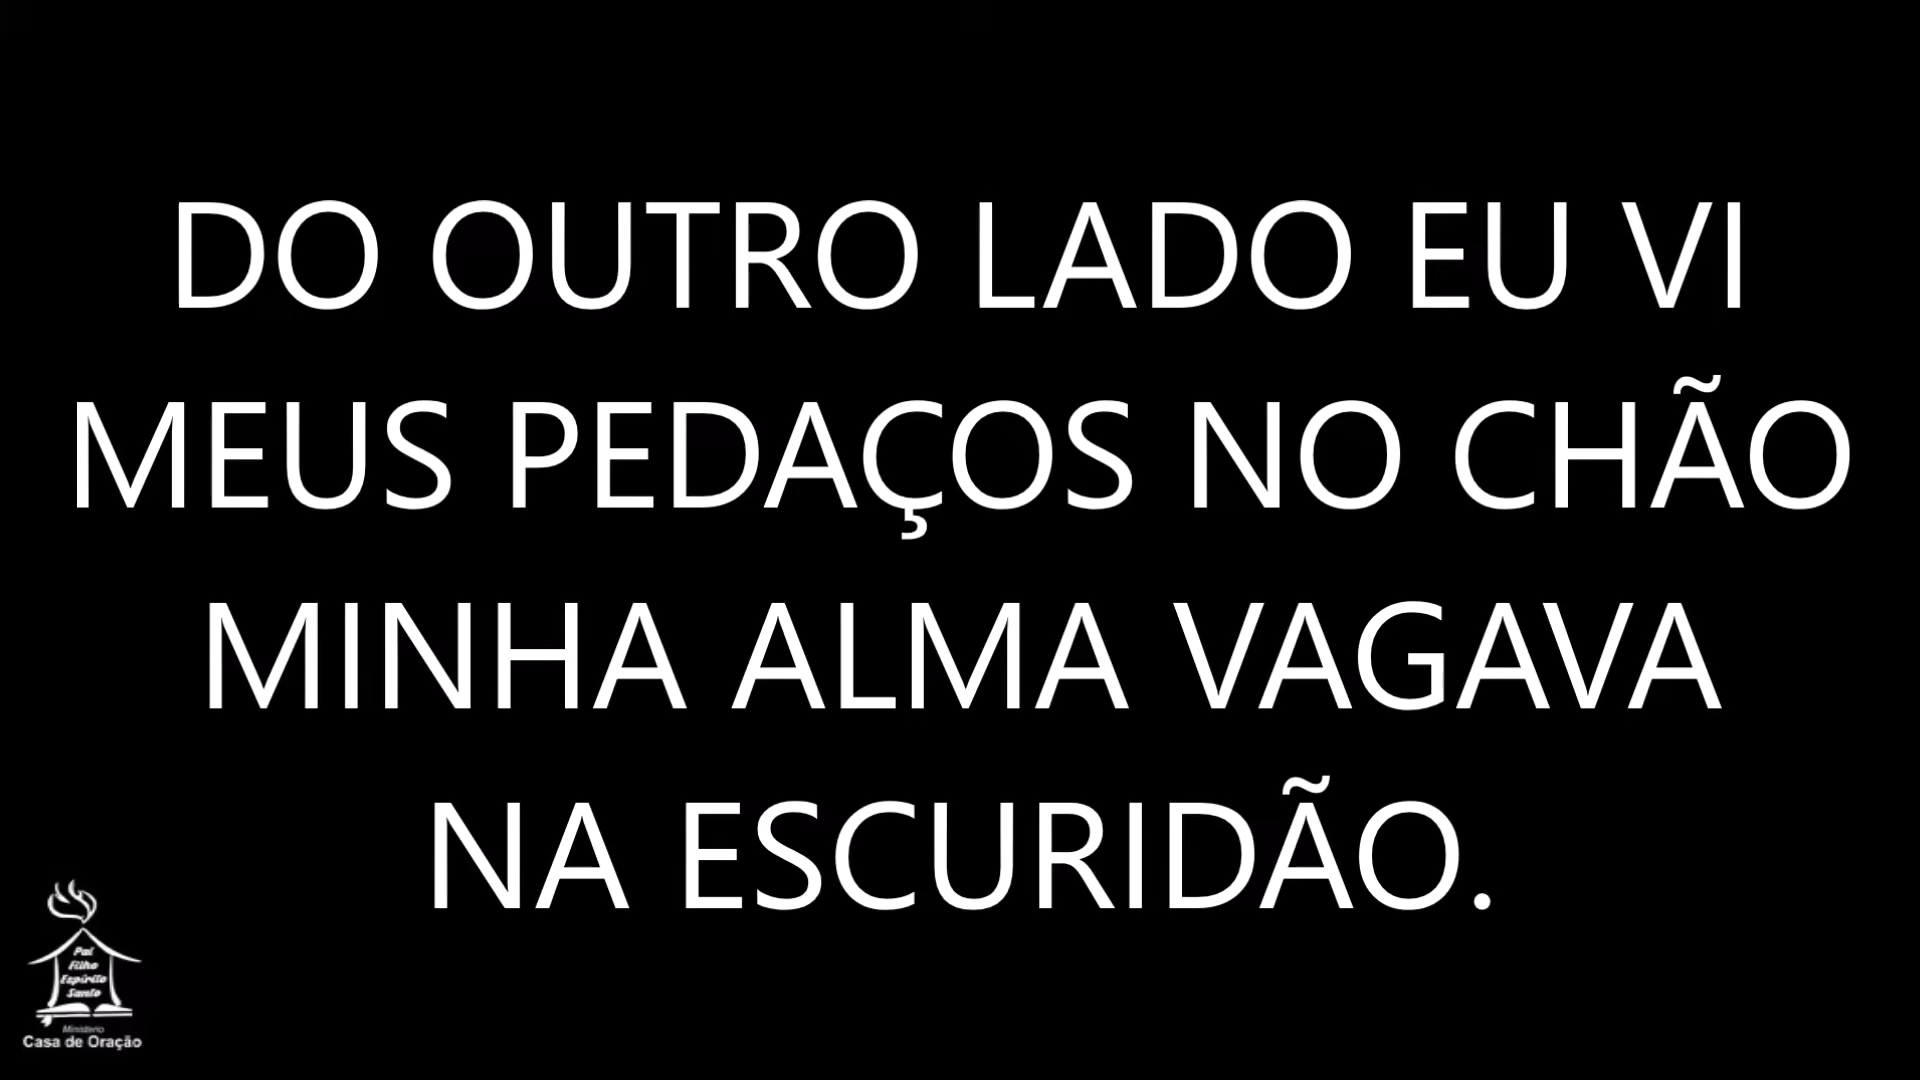 DO OUTRO LADO EU VI
MEUS PEDAÇOS NO CHÃO
MINHA ALMA VAGAVA
NA ESCURIDÃO.
Pai
Filho
Espírito
Santo
Ministerio
Casa de Oração